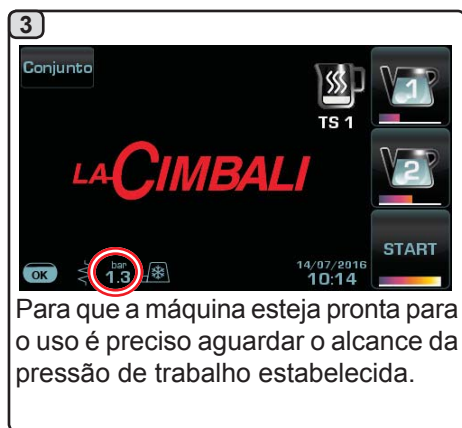 3
Conjunto
TS 1
1
LA CIMBALI
2
START
OK
bar
1.3
14/07/2016
10:14
Para que a máquina esteja pronta para
o uso é preciso aguardar o alcance da
pressão de trabalho estabelecida.